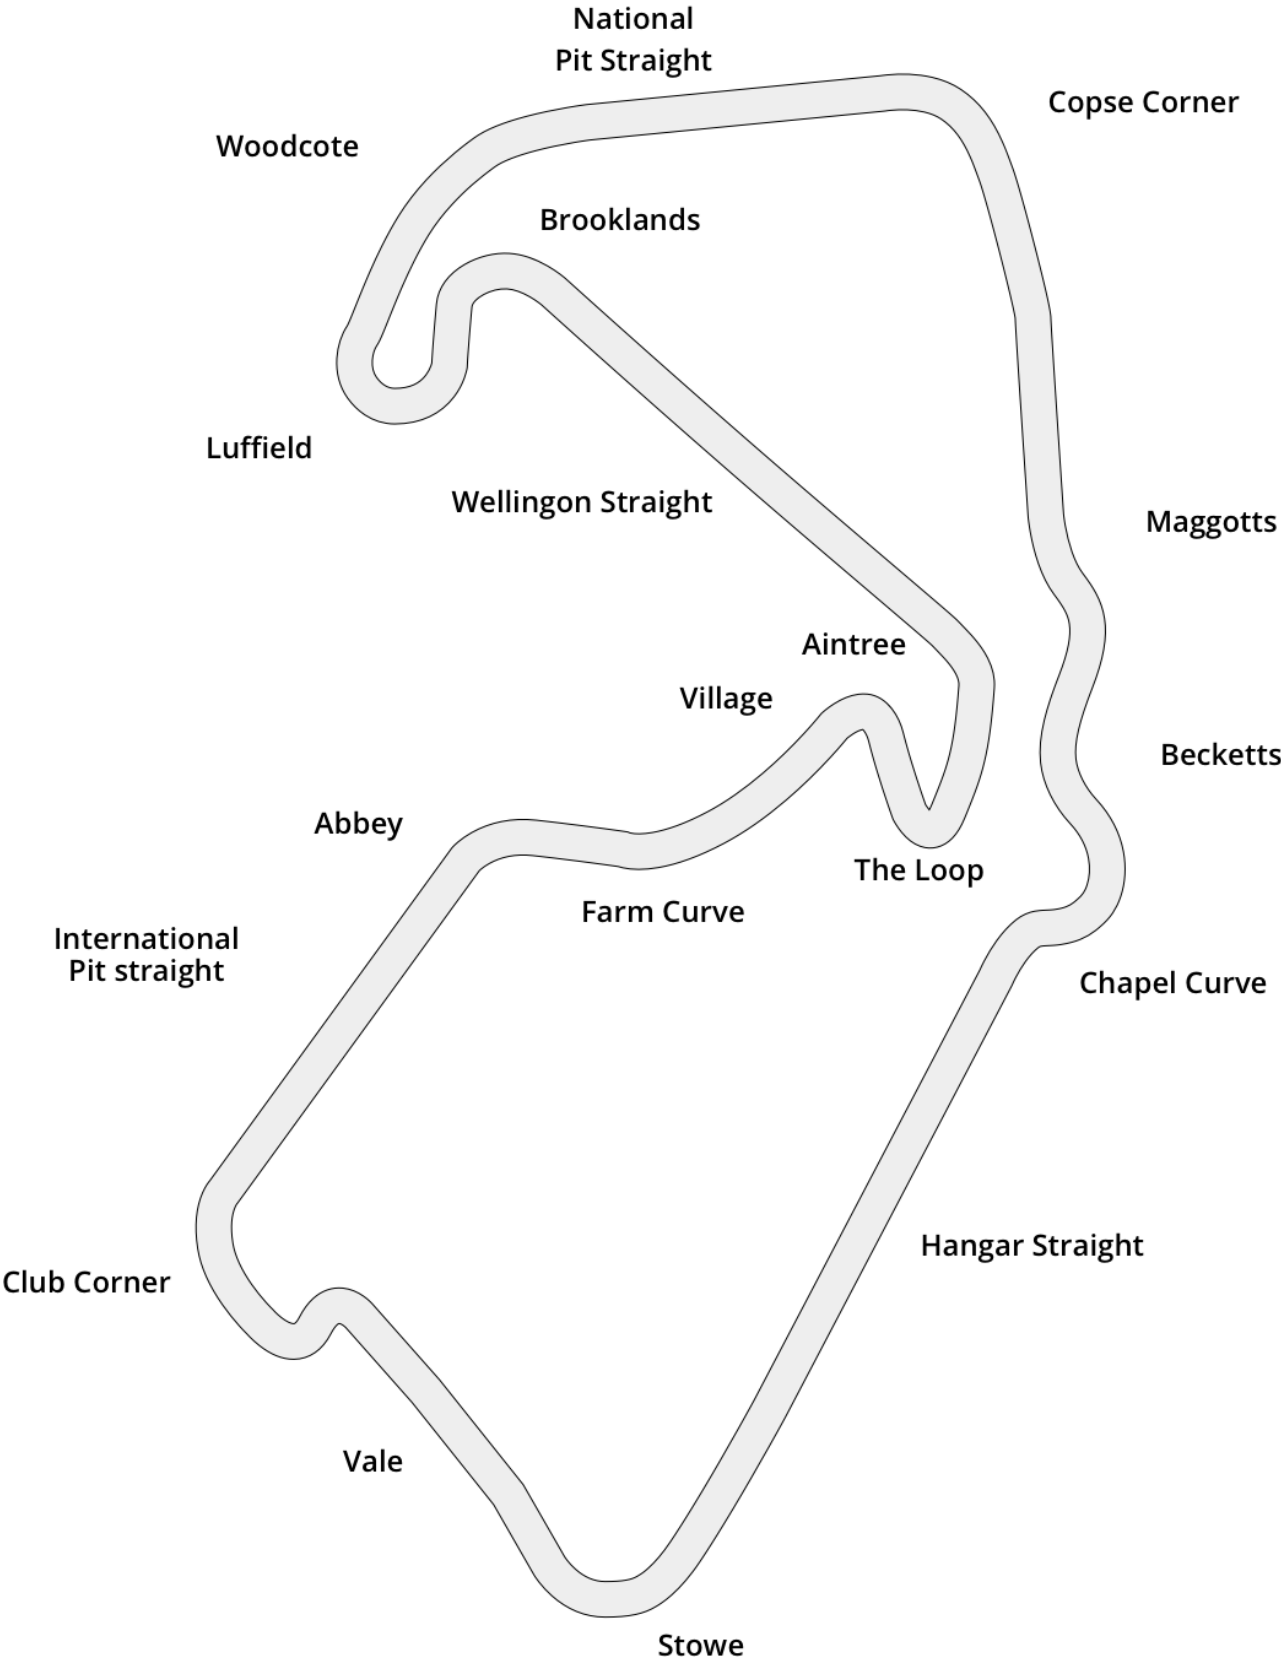 National
Pit Straight
Copse Corner
Woodcote
Brooklands
Luffield
Wellingon Straight
Maggotts
Aintree
Village
Becketts
Abbey
The Loop
Farm Curve
International
Pit straight
Chapel Curve
Hangar Straight
Club Corner
Vale
Stowe